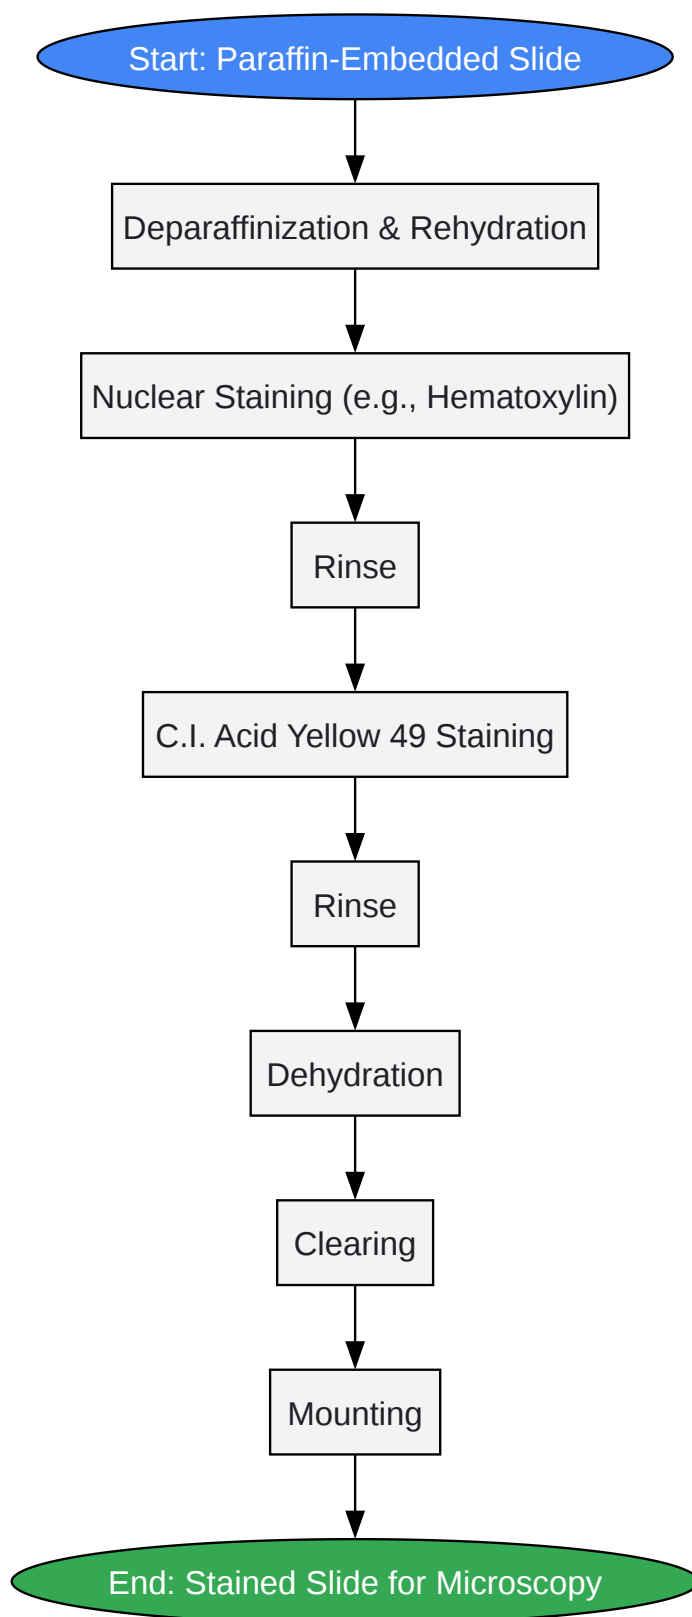 Start: Paraffin-Embedded Slide
Deparaffinization & Rehydration
Nuclear Staining (e.g., Hematoxylin)
Rinse
C.I. Acid Yellow 49 Staining
Rinse
Dehydration
Clearing
Mounting
End: Stained Slide for Microscopy